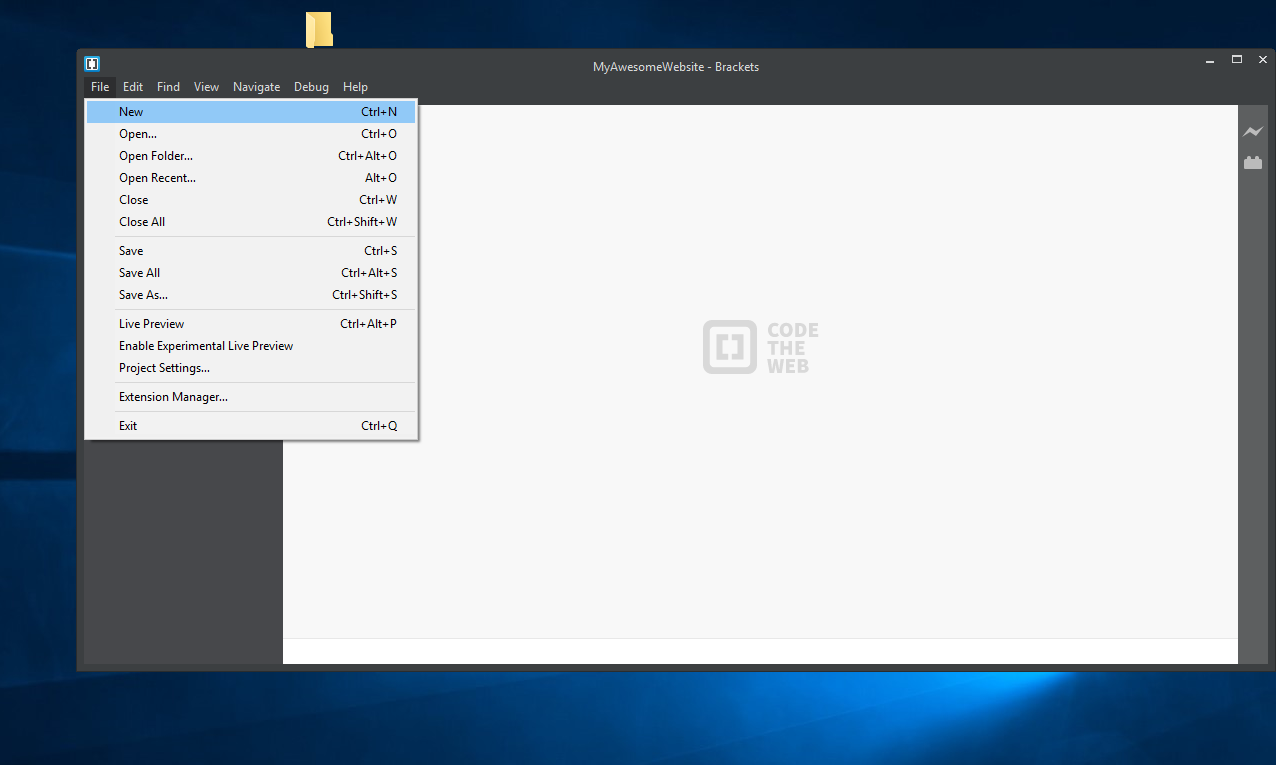 MyAwesomeWebsite - Brackets
File Edit Find View Navigate Debug Help
New Ctrl+N
Open... Ctrl+O
Open Folder... Ctrl+Alt+O
Open Recent... Alt+O
Close Ctrl+W
Close All Ctrl+Shift+W
Save Ctrl+S
Save All Ctrl+Alt+S
Save As... Ctrl+Shift+S
Live Preview Ctrl+Alt+P
Enable Experimental Live Preview
Project Settings...
Extension Manager...
Exit Ctrl+Q
CODE
THE
WEB